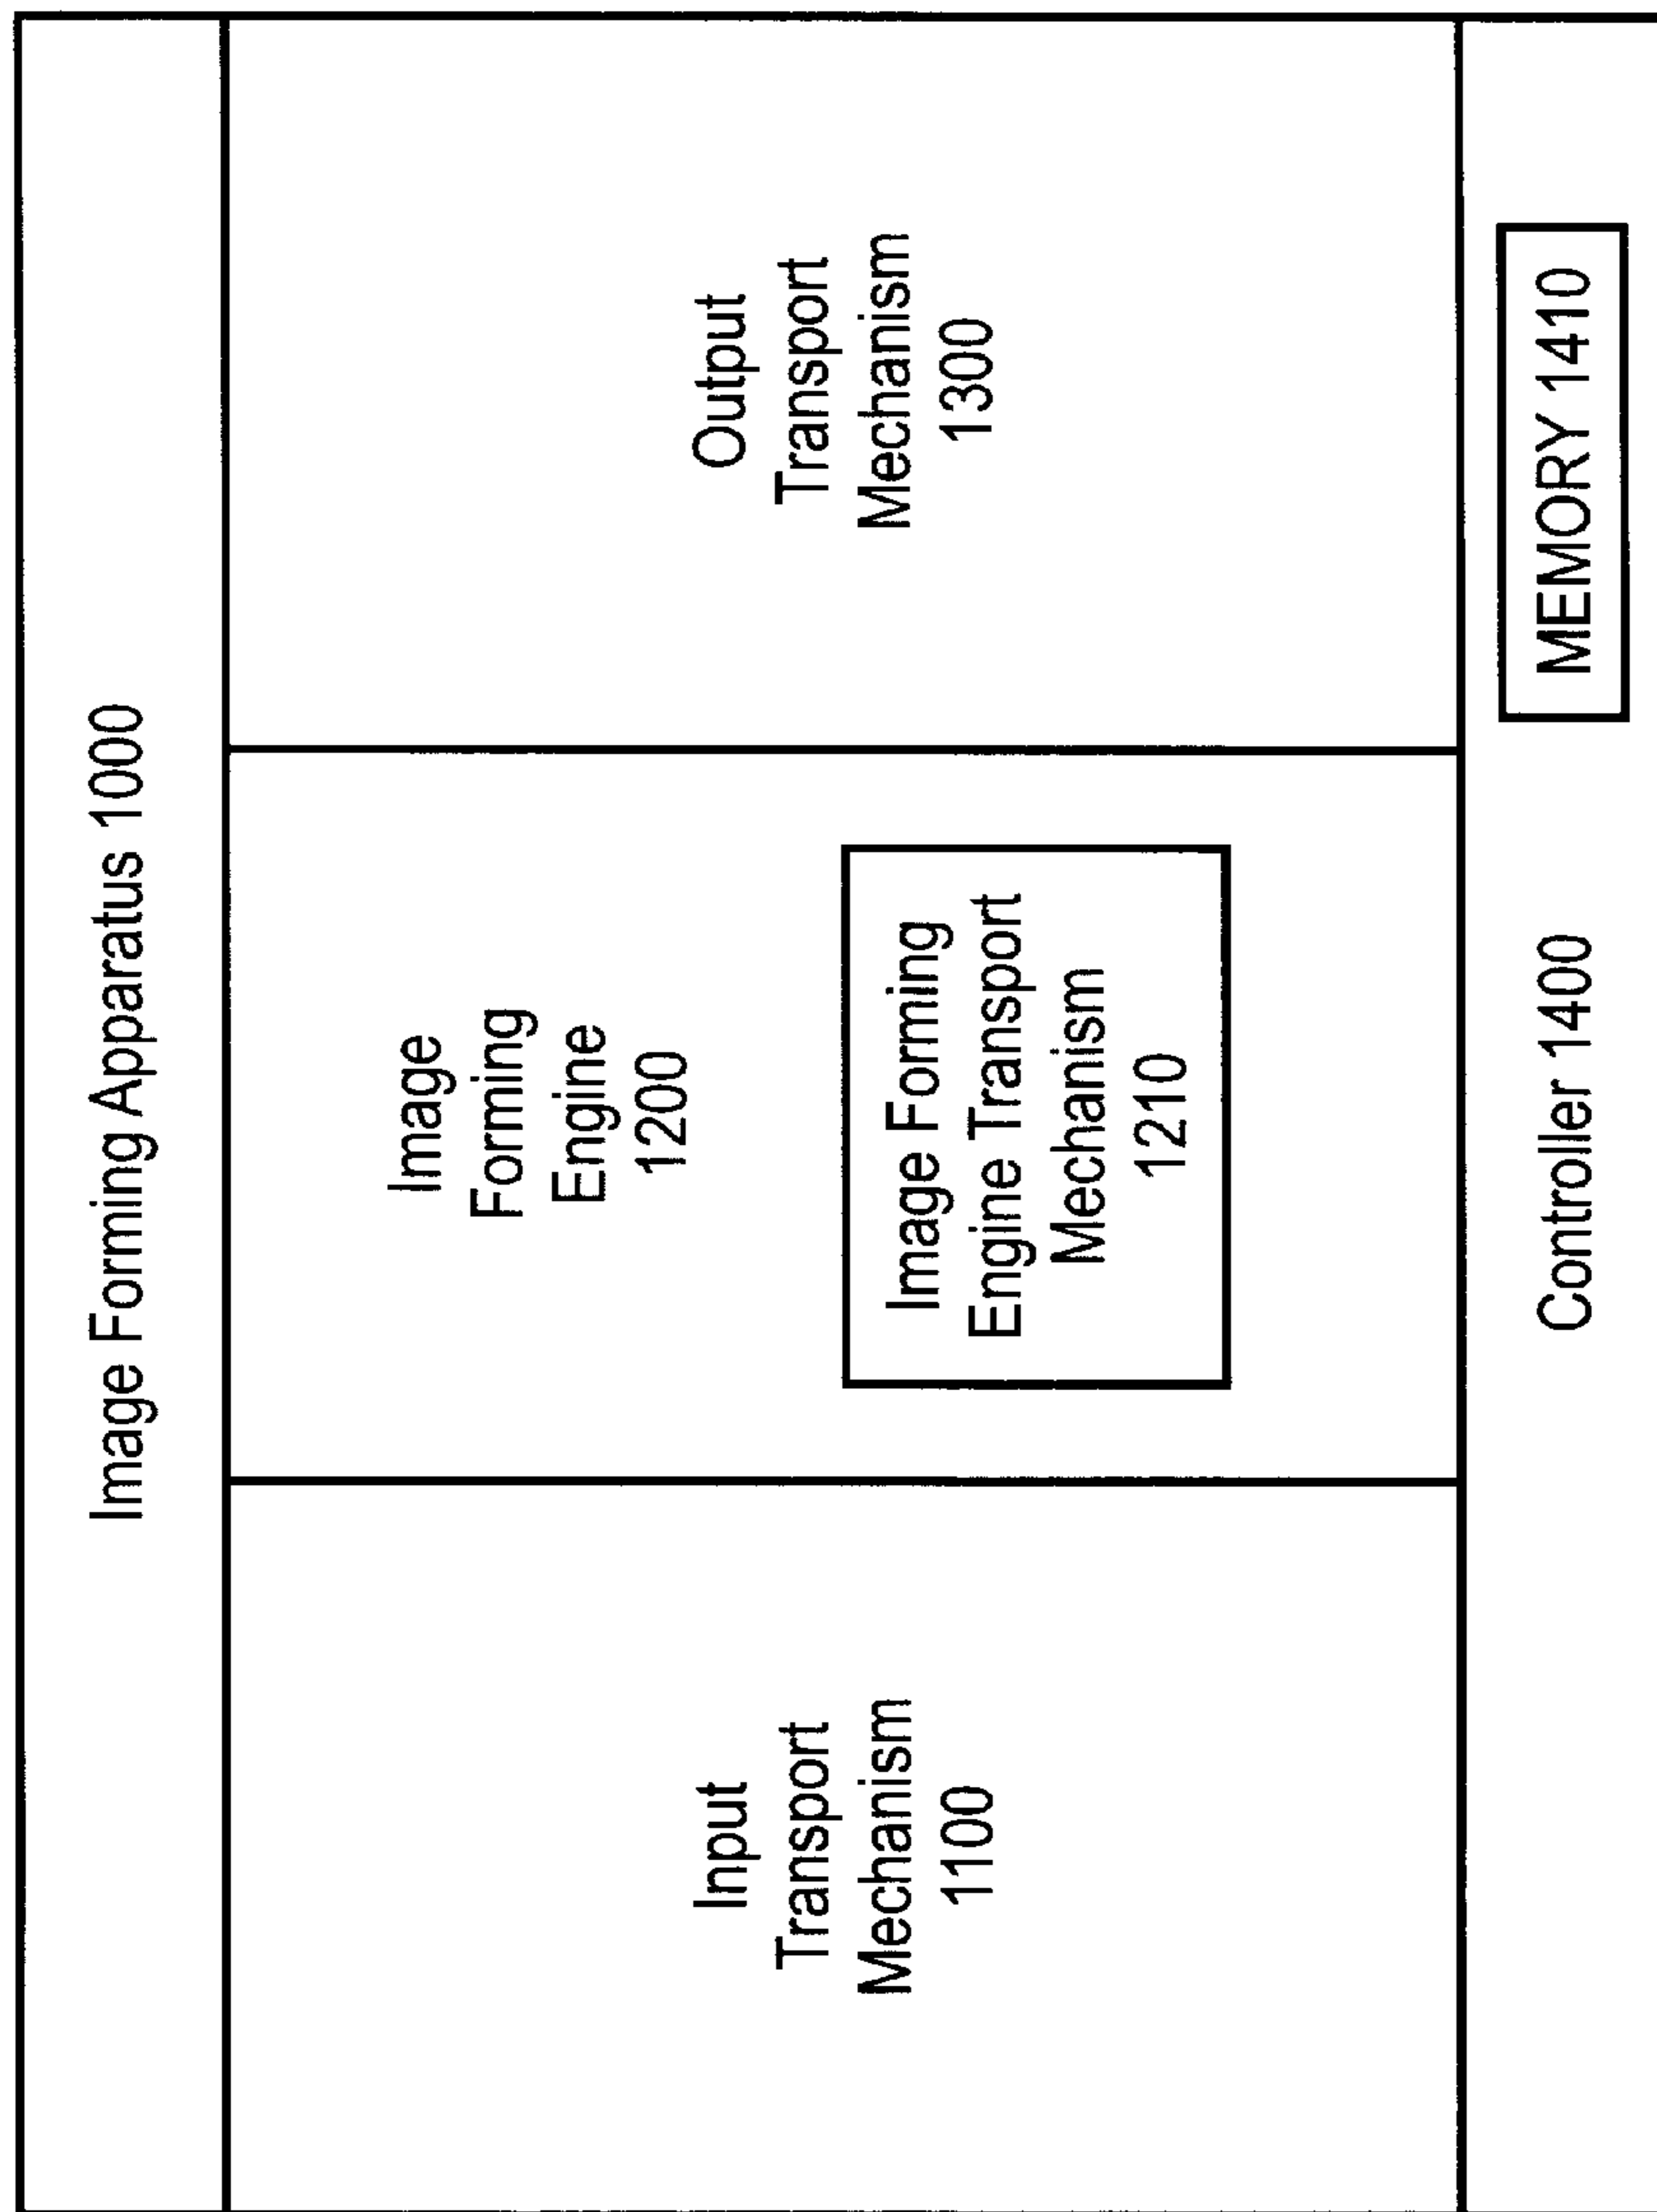 Image Forming Apparatus 1000
Input
Transport
Mechanism
1100
Image
Forming
Engine
1200
Image Forming
Engine Transport
Mechanism
1210
Output
Transport
Mechanism
1300
Controller 1400
MEMORY 1410